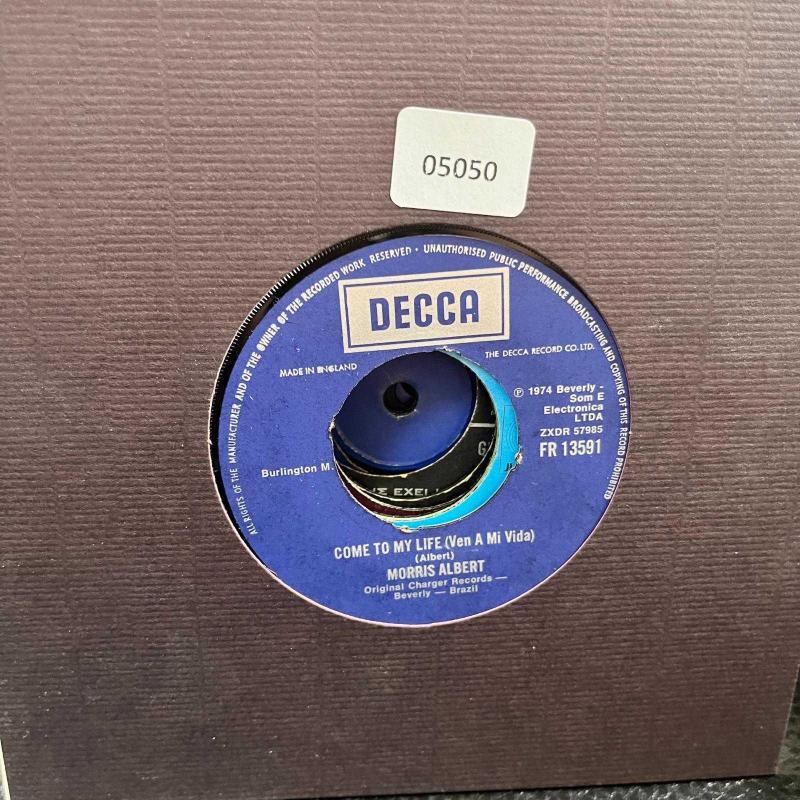 05050
ALL RIGHTS OF THE MANUFACTURER AND OF THE OWNER OF THE RECORDED WORK RESERVED · UNAUTHORISED PUBLIC PERFORMANCE BROADCASTING AND COPYING OF THIS RECORD PROHIBITED
DECCA
THE DECCA RECORD CO. LTD.
MADE IN ENGLAND
℗ 1974 Beverly -
Som E
Electronica
LTDA
ZXDR 57985
FR 13591
Burlington M.
COME TO MY LIFE (Ven A Mi Vida)
(Albert)
MORRIS ALBERT
Original Charger Records —
Beverly — Brazil